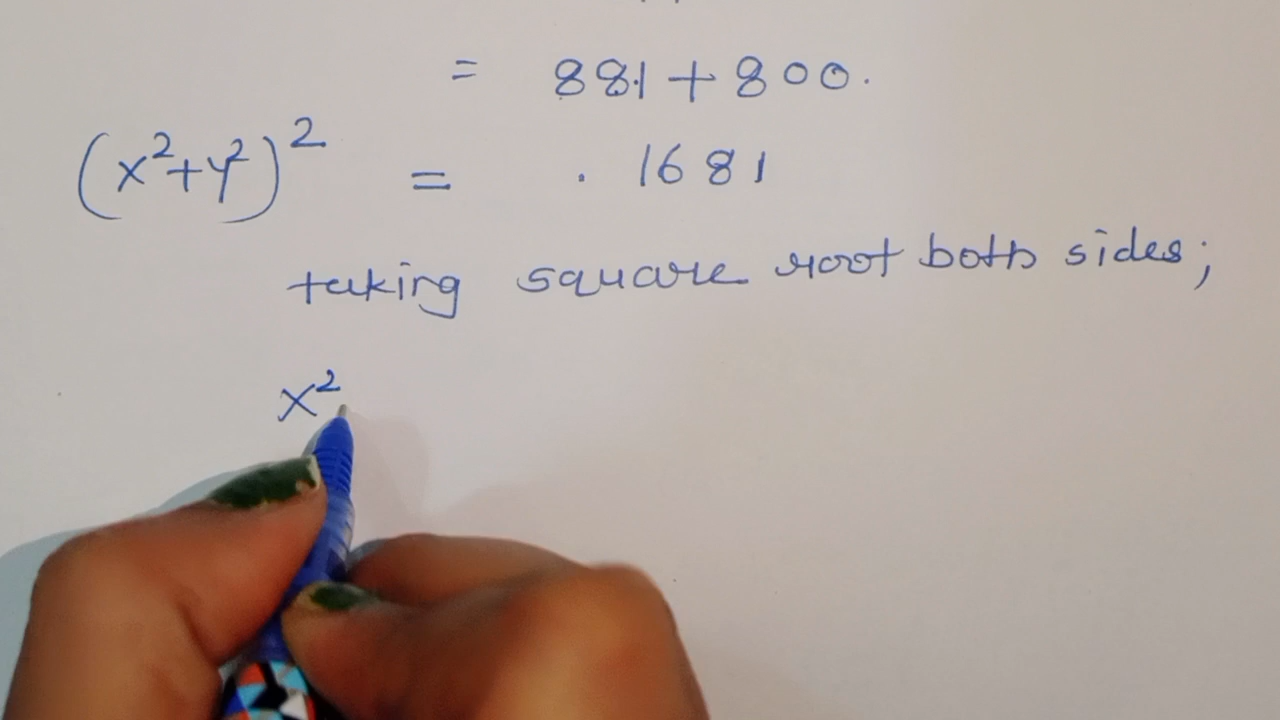 = 881 + 800.
(x²+y²)² = . 1681
taking square root both sides;
x²